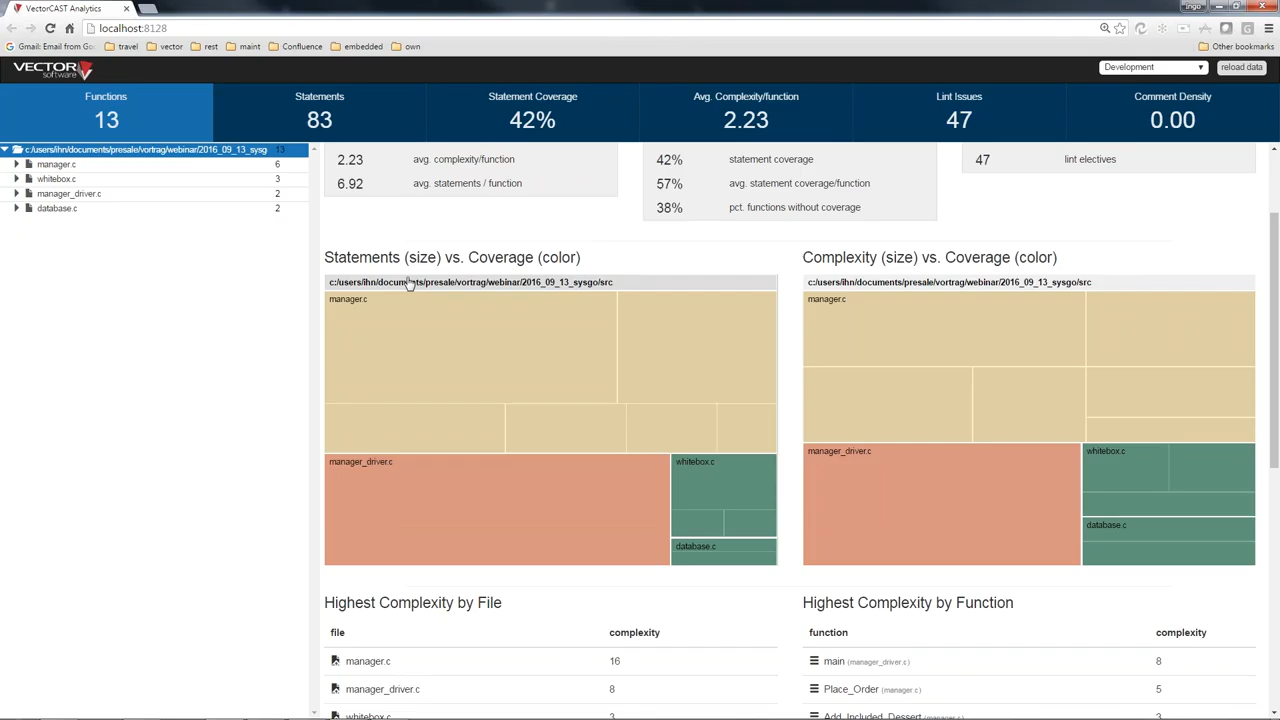 VectorCAST Analytics
Ingo
localhost:8128
Gmail: Email from Go travel vector rest maint Confluence embedded own Other bookmarks
VECTOR software
Development reload data
Functions Statements Statement Coverage Avg. Complexity/function Lint Issues Comment Density
13 83 42% 2.23 47 0.00
c:/users/ihn/documents/presale/vortrag/webinar/2016_09_13_sysg 13
manager.c 6
whitebox.c 3
manager_driver.c 2
database.c 2
2.23 avg. complexity/function
6.92 avg. statements / function
42% statement coverage
57% avg. statement coverage/function
38% pct. functions without coverage
47 lint electives
Statements (size) vs. Coverage (color)
c:/users/ihn/documents/presale/vortrag/webinar/2016_09_13_sysgo/src
manager.c
manager_driver.c
whitebox.c
database.c
Complexity (size) vs. Coverage (color)
c:/users/ihn/documents/presale/vortrag/webinar/2016_09_13_sysgo/src
manager.c
manager_driver.c
whitebox.c
database.c
Highest Complexity by File
file complexity
manager.c 16
manager_driver.c 8
whitebox.c 3
Highest Complexity by Function
function complexity
main (manager_driver.c) 8
Place_Order (manager.c) 5
Add_Included_Dessert (manager.c) 3